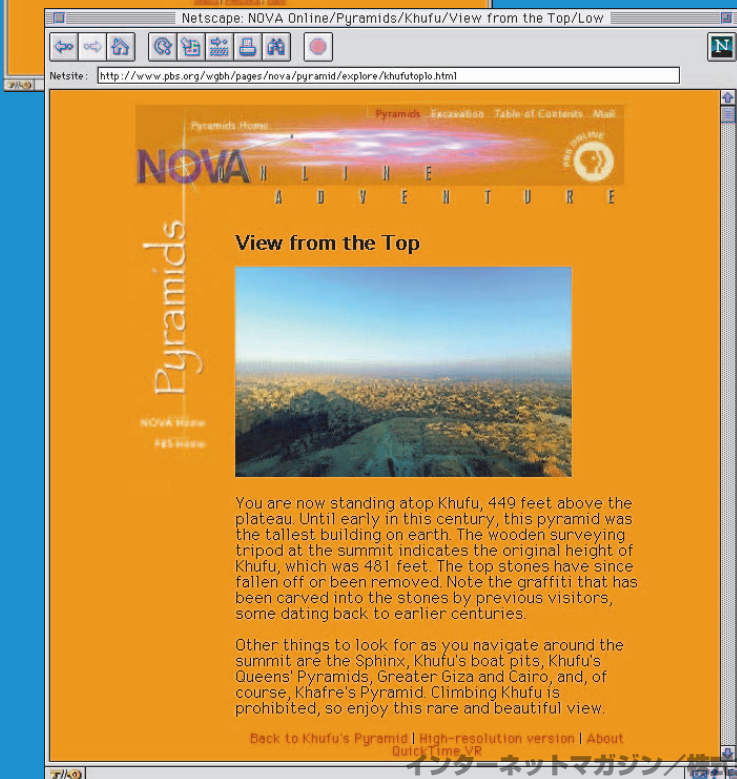 Netscape: NOVA Online/Pyramids/Khufu/View from the Top/Low
N
Netsite: http://www.pbs.org/wgbh/pages/nova/pyramid/explore/khufutoplo.html
Pyramids Excavation Table of Contents Mail
Pyramids Home
PBS ONLINE
NOVA ONLINE
ADVENTURE
Pyramids
NOVA Home
PBS Home
View from the Top
You are now standing atop Khufu, 449 feet above the
plateau. Until early in this century, this pyramid was
the tallest building on earth. The wooden surveying
tripod at the summit indicates the original height of
Khufu, which was 481 feet. The top stones have since
fallen off or been removed. Note the graffiti that has
been carved into the stones by previous visitors,
some dating back to earlier centuries.
Other things to look for as you navigate around the
summit are the Sphinx, Khufu's boat pits, Khufu's
Queens' Pyramids, Greater Giza and Cairo, and, of
course, Khafre's Pyramid. Climbing Khufu is
prohibited, so enjoy this rare and beautiful view.
Back to Khufu's Pyramid | High-resolution version | About
QuickTime VR
インターネットマガジン／株式